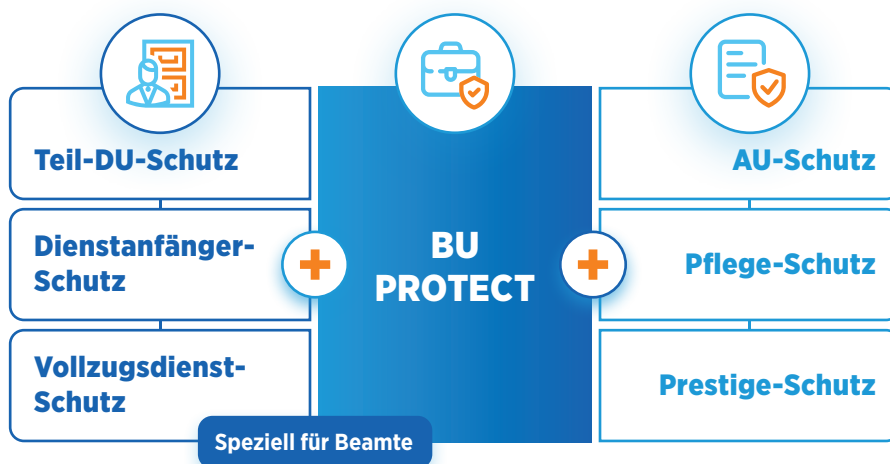 Teil-DU-Schutz
Dienstanfänger-
Schutz
Vollzugsdienst-
Schutz
Speziell für Beamte
BU
PROTECT
AU-Schutz
Pflege-Schutz
Prestige-Schutz